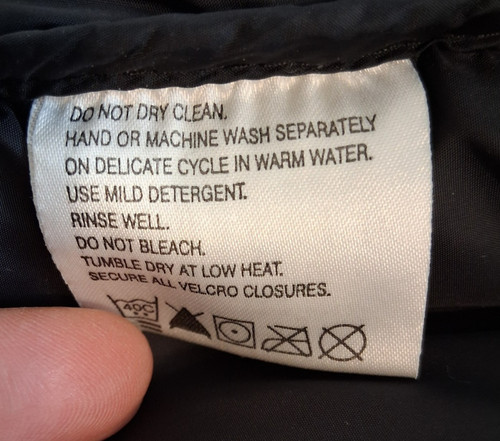 DO NOT DRY CLEAN.
HAND OR MACHINE WASH SEPARATELY
ON DELICATE CYCLE IN WARM WATER.
USE MILD DETERGENT.
RINSE WELL.
DO NOT BLEACH.
TUMBLE DRY AT LOW HEAT.
SECURE ALL VELCRO CLOSURES.
40C